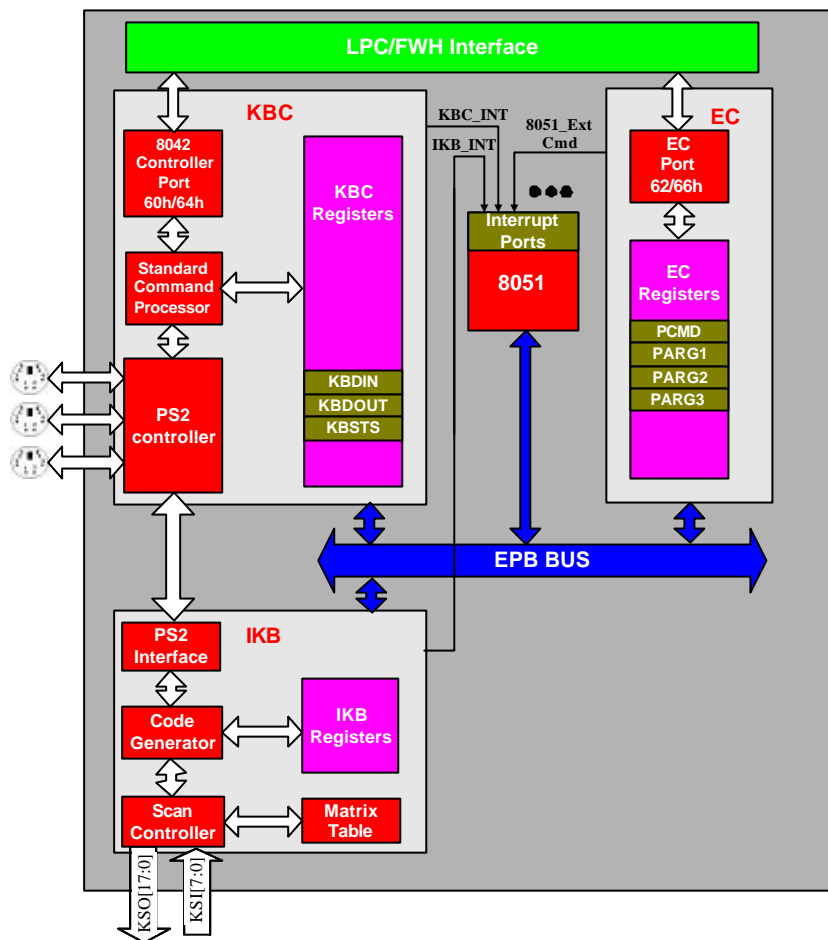 LPC/FWH Interface
KBC
8042
Controller
Port
60h/64h
Standard
Command
Processor
PS2
controller
KBC
Registers
KBDIN
KBDOUT
KBSTS
KBC_INT
IKB_INT
8051_Ext
Cmd
Interrupt
Ports
8051
EC
EC
Port
62/66h
EC
Registers
PCMD
PARG1
PARG2
PARG3
EPB BUS
IKB
PS2
Interface
Code
Generator
IKB
Registers
Scan
Controller
Matrix
Table
KSO[17:0]
KSI[7:0]